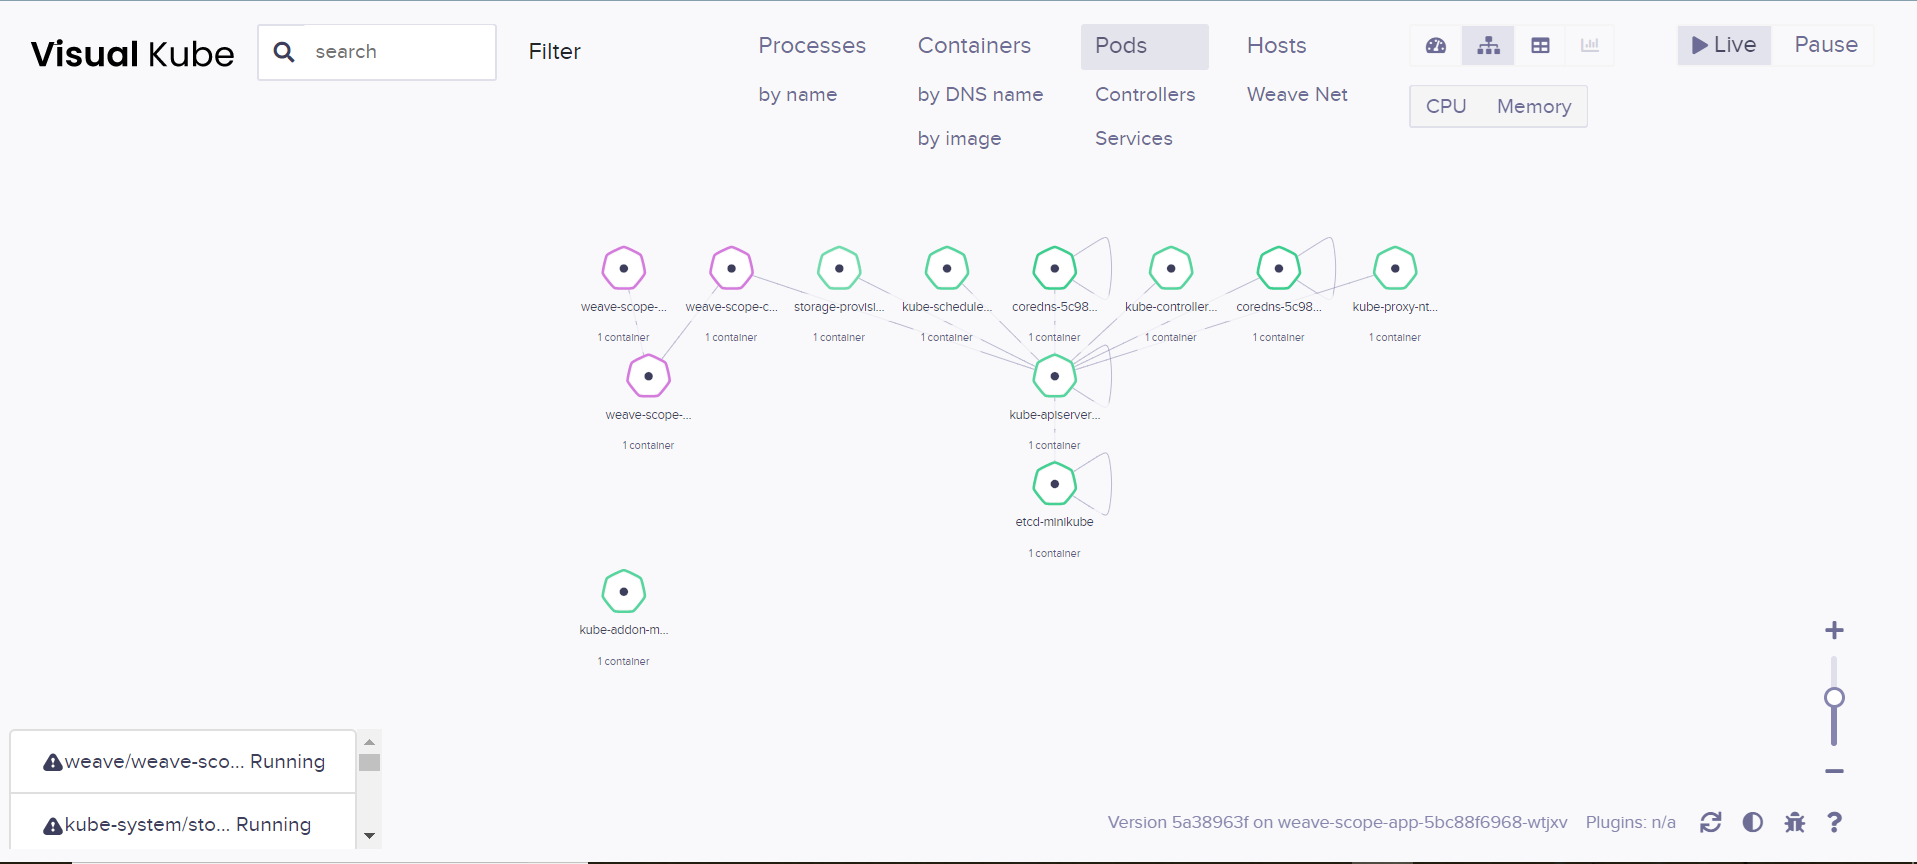 Visual Kube
search
Filter
Processes Containers Pods Hosts
by name by DNS name Controllers Weave Net
by image Services
Live Pause
CPU Memory
weave-scope-... weave-scope-c... storage-provisi... kube-schedule... coredns-5c98... kube-controller... coredns-5c98... kube-proxy-nt...
1 container 1 container 1 container 1 container 1 container 1 container 1 container 1 container
weave-scope-... kube-apiserver...
1 container 1 container
etcd-minikube
1 container
kube-addon-m...
1 container
weave/weave-sco... Running
kube-system/sto... Running
Version 5a38963f on weave-scope-app-5bc88f6968-wtjxv Plugins: n/a